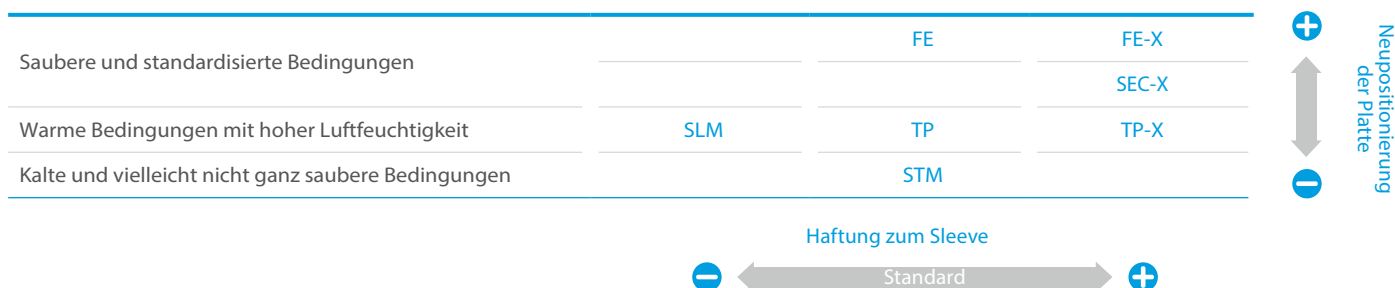 FE FE-X
Saubere und standardisierte Bedingungen
SEC-X
Warme Bedingungen mit hoher Luftfeuchtigkeit SLM TP TP-X
Kalte und vielleicht nicht ganz saubere Bedingungen STM
Haftung zum Sleeve
Standard
Neupositionierung
der Platte